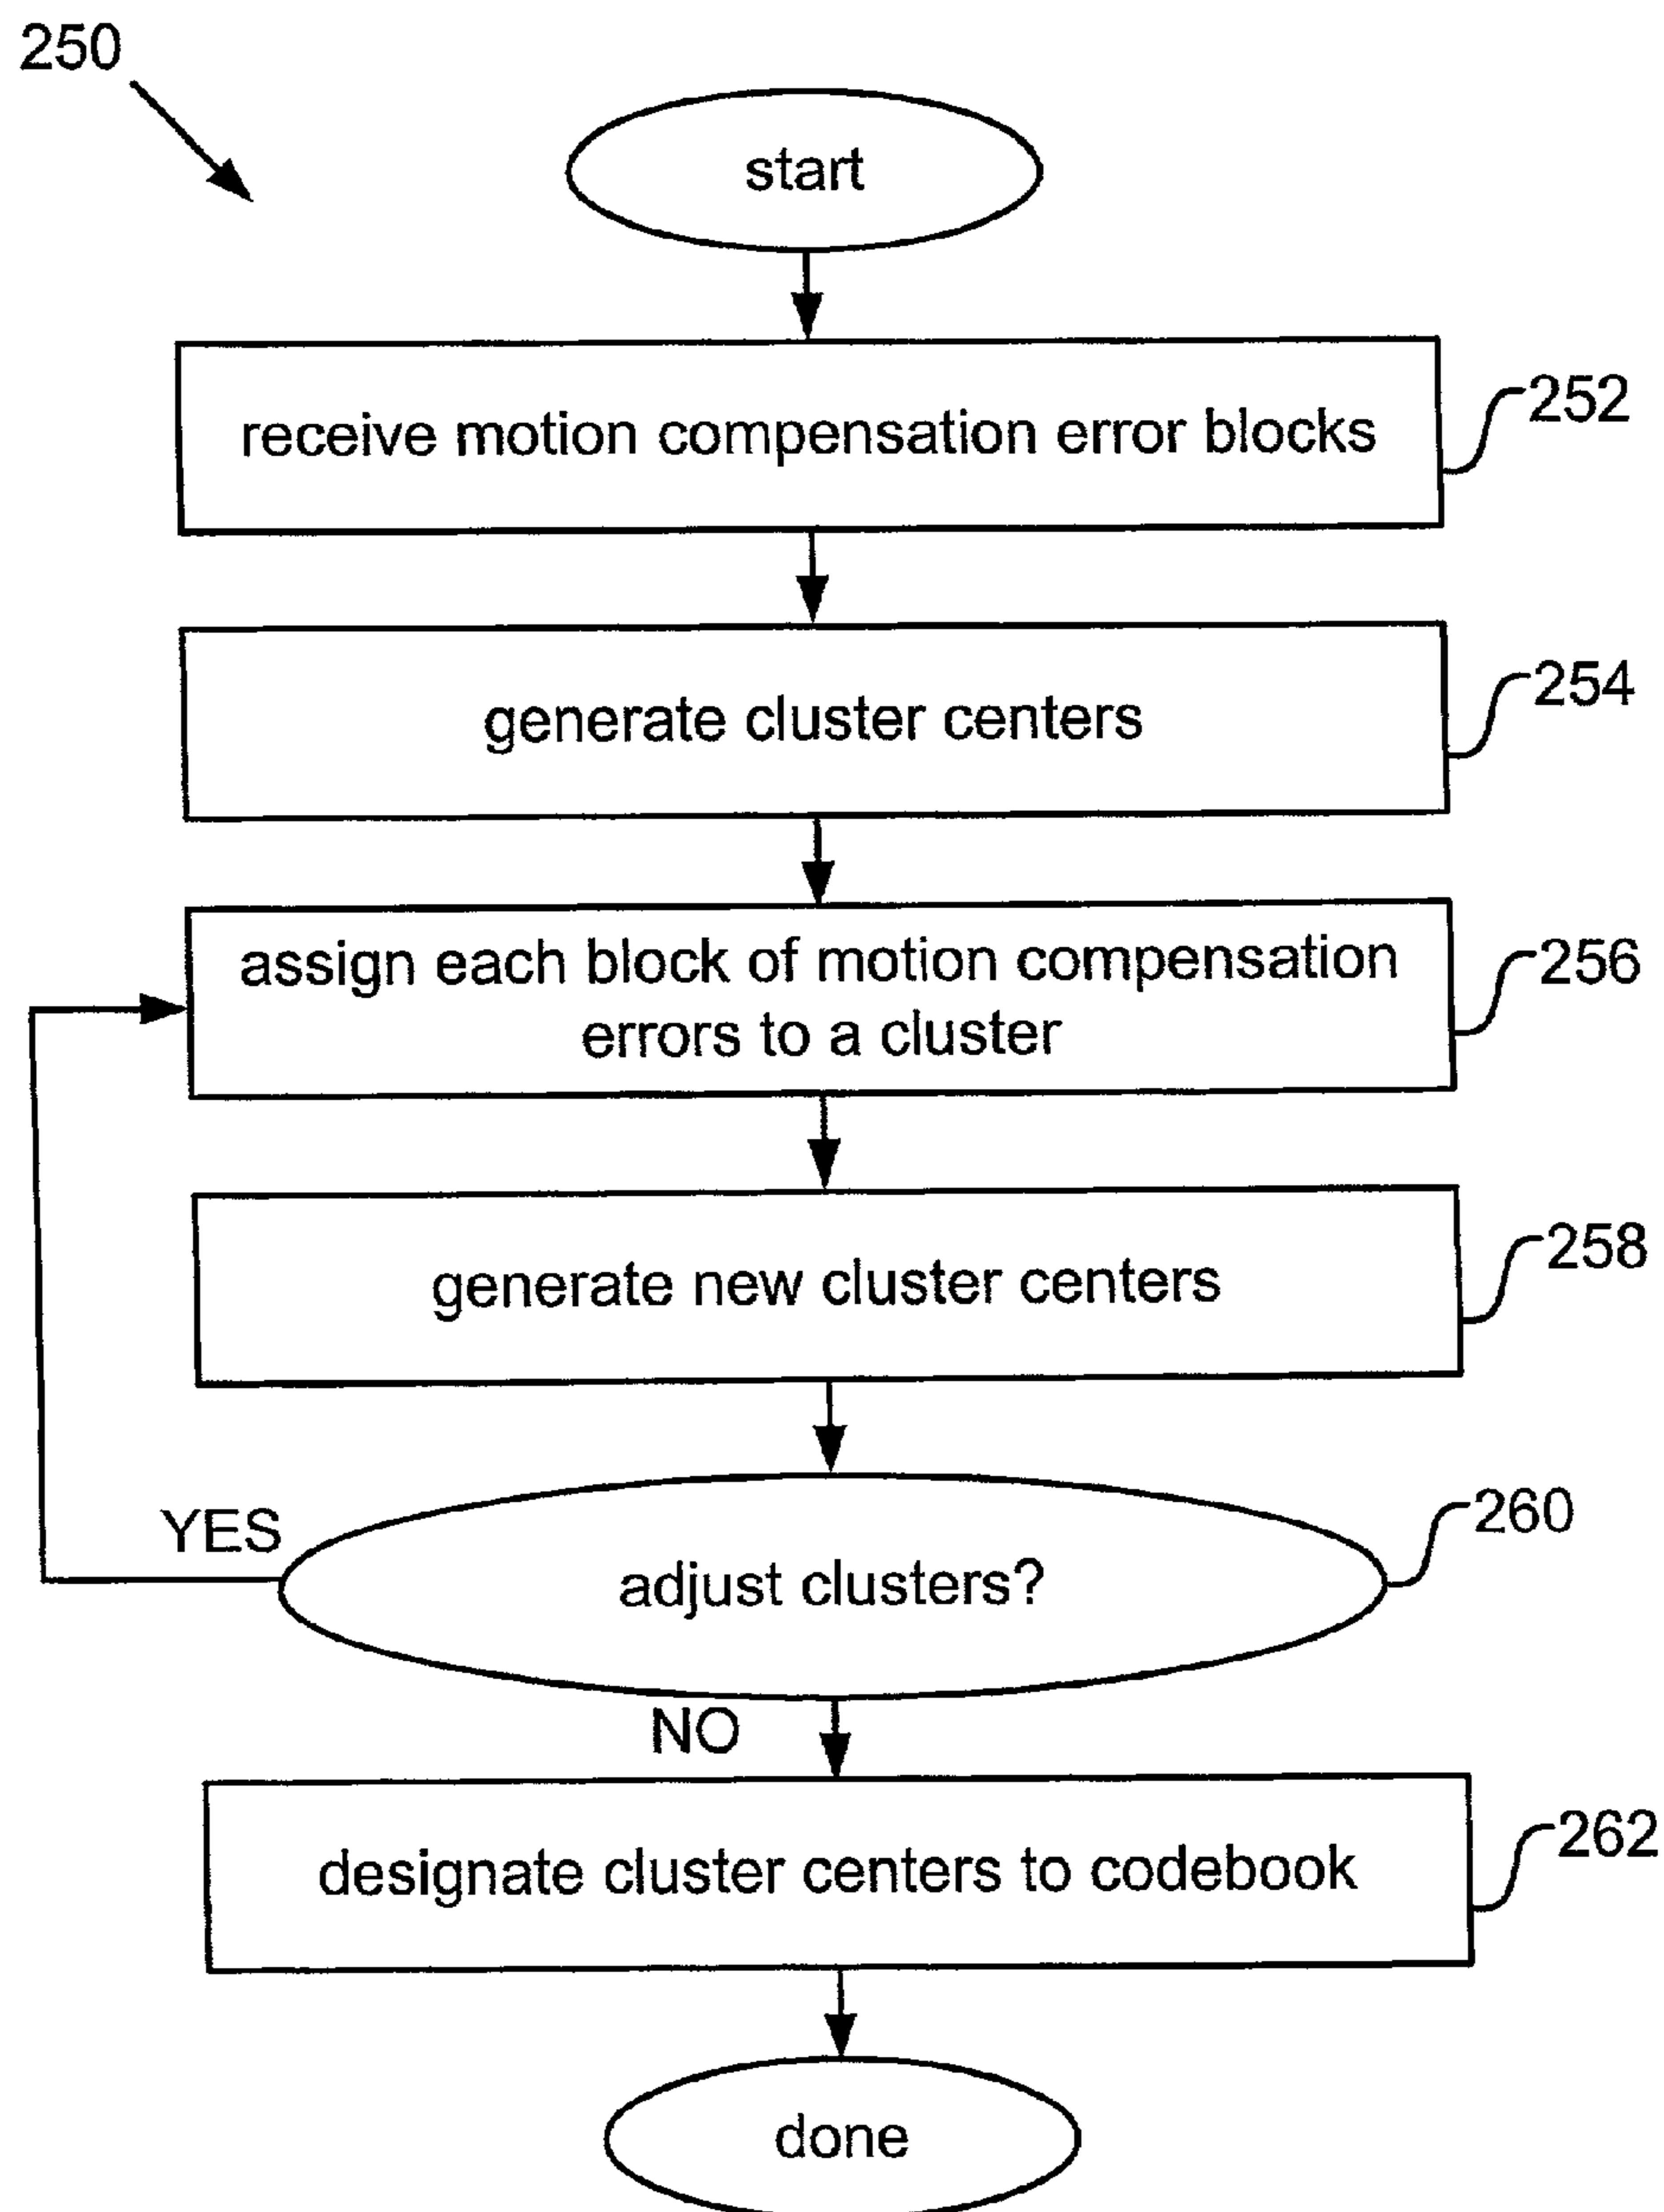 250
start
receive motion compensation error blocks
252
generate cluster centers
254
assign each block of motion compensation
errors to a cluster
256
generate new cluster centers
258
adjust clusters?
260
YES
NO
designate cluster centers to codebook
262
done